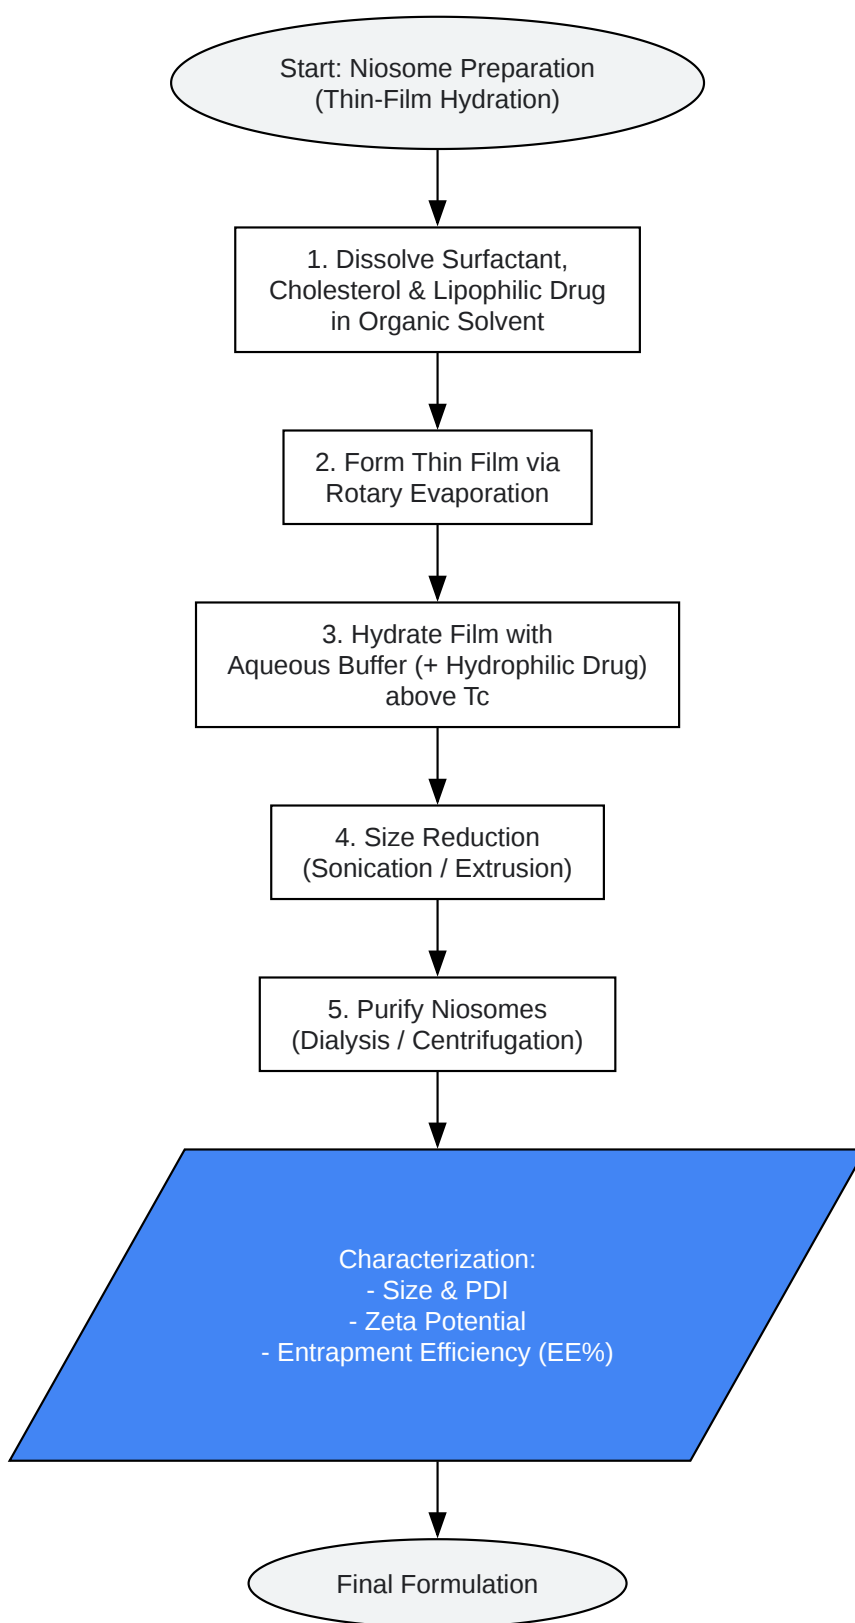 Start: Niosome Preparation
(Thin-Film Hydration)
1. Dissolve Surfactant,
Cholesterol & Lipophilic Drug
in Organic Solvent
2. Form Thin Film via
Rotary Evaporation
3. Hydrate Film with
Aqueous Buffer (+ Hydrophilic Drug)
above Tc
4. Size Reduction
(Sonication / Extrusion)
5. Purify Niosomes
(Dialysis / Centrifugation)
Characterization:
- Size & PDI
- Zeta Potential
- Entrapment Efficiency (EE%)
Final Formulation